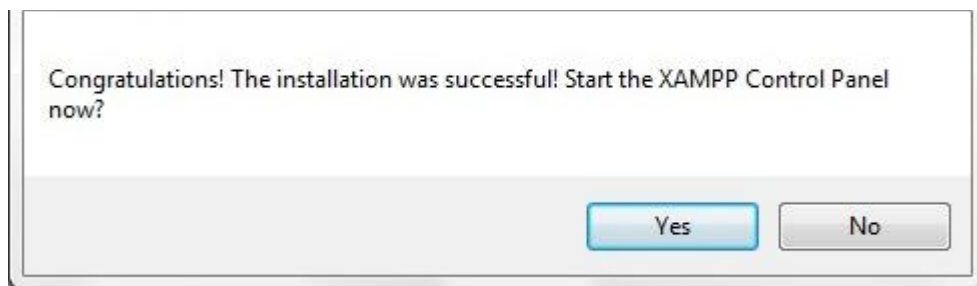 Congratulations! The installation was successful! Start the XAMPP Control Panel
now?
Yes
No